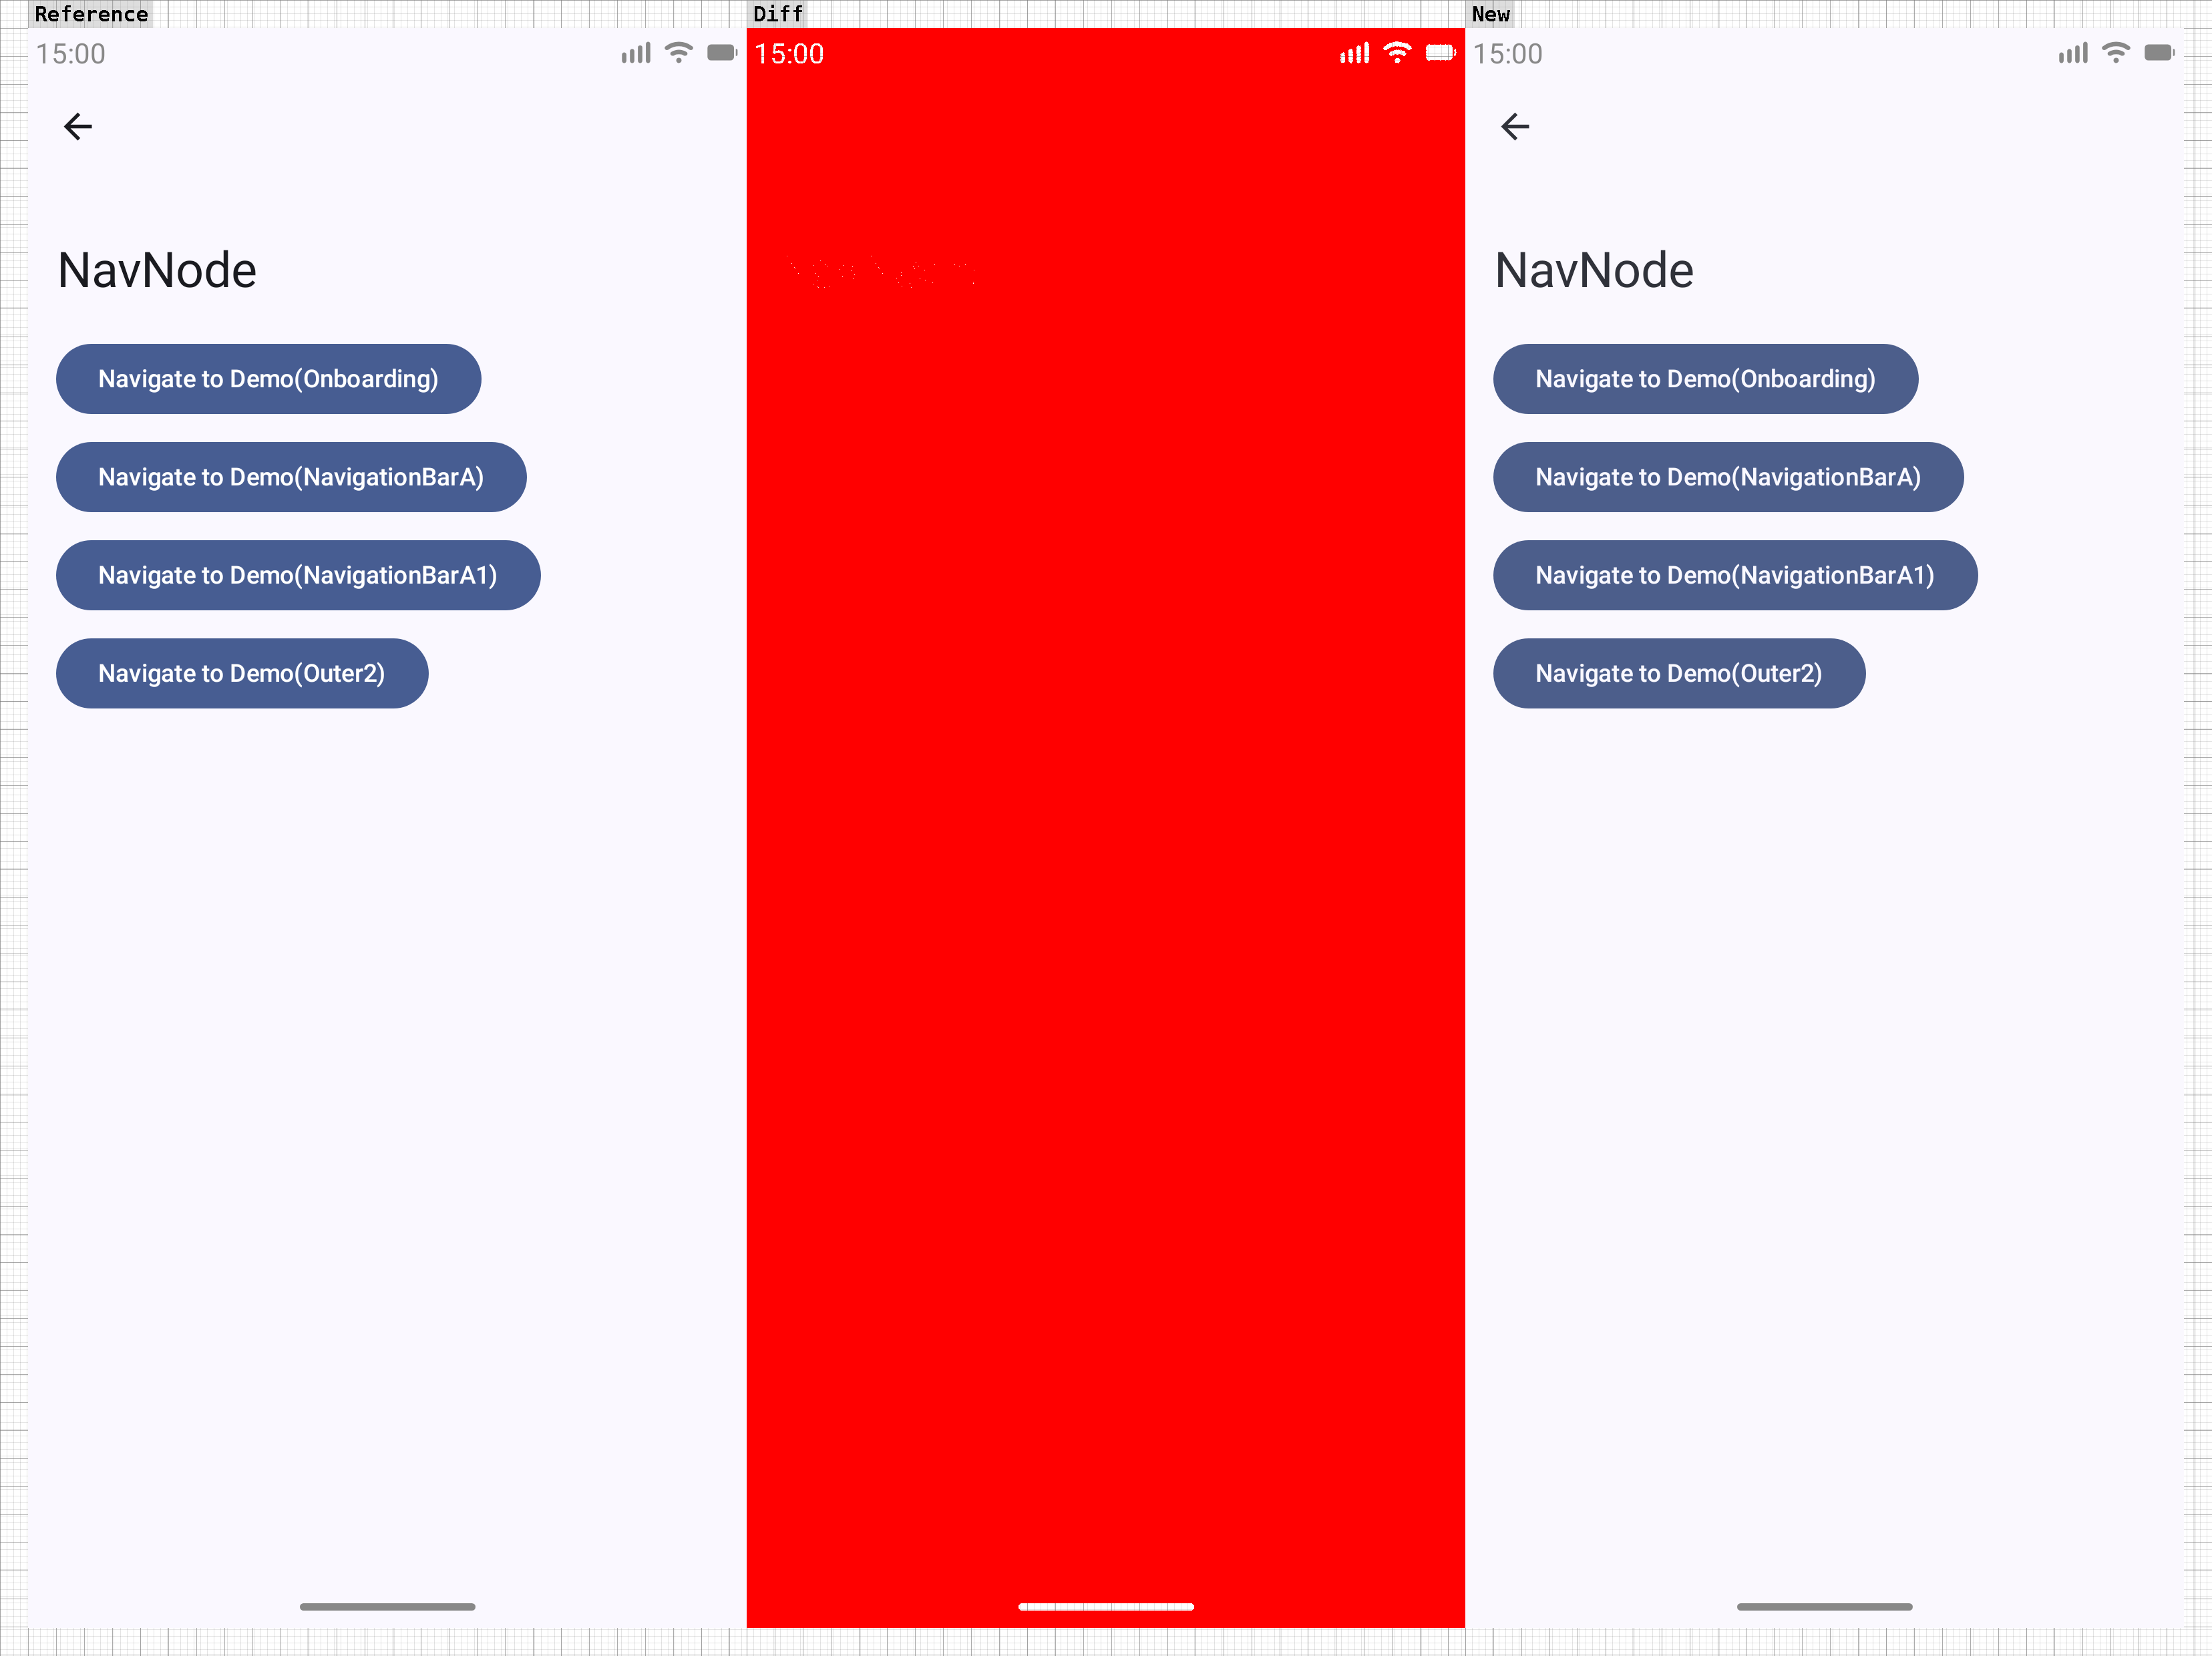 Reference
15:00
NavNode
Navigate to Demo(Onboarding)
Navigate to Demo(NavigationBarA)
Navigate to Demo(NavigationBarA1)
Navigate to Demo(Outer2)
Diff
15:00
New
15:00
NavNode
Navigate to Demo(Onboarding)
Navigate to Demo(NavigationBarA)
Navigate to Demo(NavigationBarA1)
Navigate to Demo(Outer2)